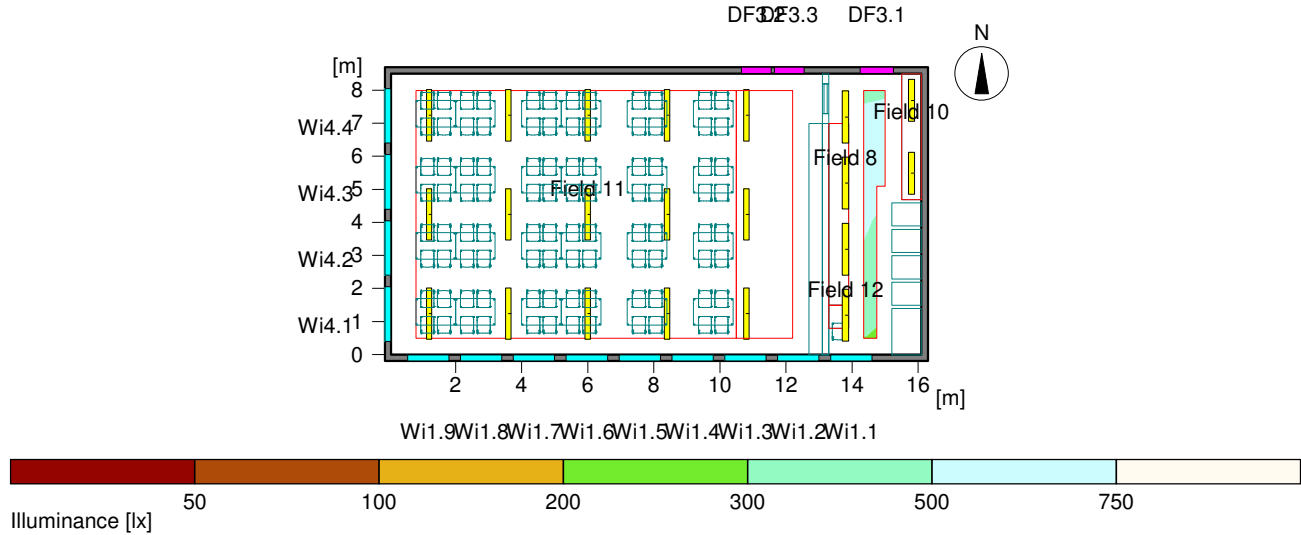 DF3.2 DF3.3 DF3.1
N
[m]
8
7
6
5
4
3
2
1
0
Wi4.4
Wi4.3
Wi4.2
Wi4.1
Field 10
Field 8
Field 11
Field 12
2 4 6 8 10 12 14 16
[m]
Wi1.9 Wi1.8 Wi1.7 Wi1.6 Wi1.5 Wi1.4 Wi1.3 Wi1.2 Wi1.1
50 100 200 300 500 750
Illuminance [lx]